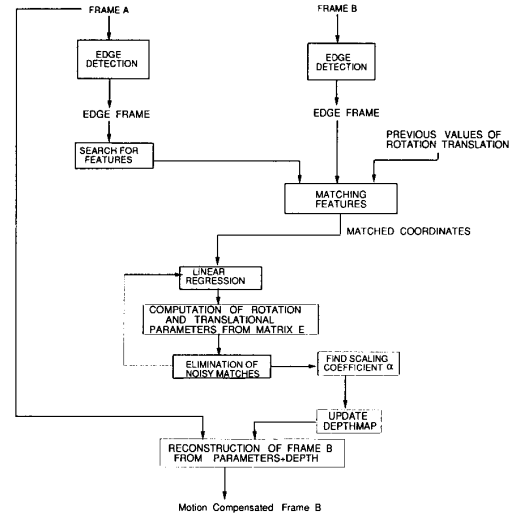 FRAME A
FRAME B
EDGE
DETECTION
EDGE
DETECTION
EDGE FRAME
EDGE FRAME
SEARCH FOR
FEATURES
PREVIOUS VALUES OF
ROTATION TRANSLATION
MATCHING
FEATURES
MATCHED COORDINATES
LINEAR
REGRESSION
COMPUTATION OF ROTATION
AND TRANSLATIONAL
PARAMETERS FROM MATRIX E
ELIMINATION OF
NOISY MATCHES
FIND SCALING
COEFFICIENT α
UPDATE
DEPTHMAP
RECONSTRUCTION OF FRAME B
FROM PARAMETERS+DEPTH
Motion Compensated Frame B